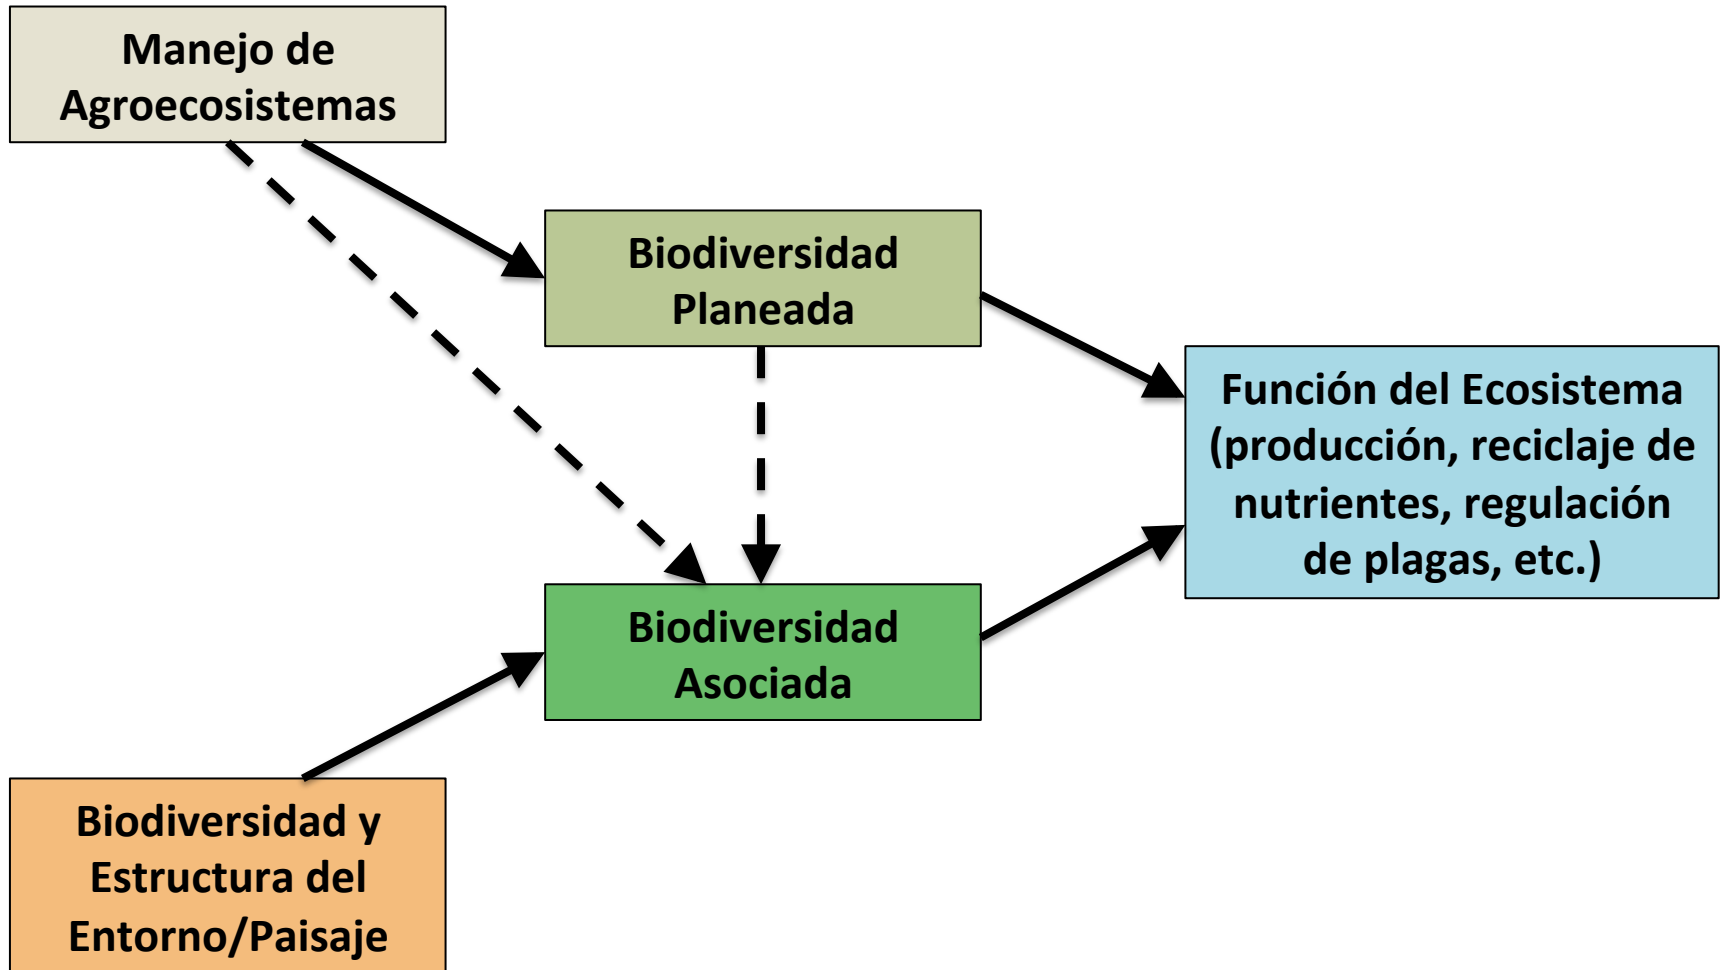 Manejo de
Agroecosistemas
Biodiversidad
Planeada
Función del Ecosistema
(producción, reciclaje de
nutrientes, regulación
de plagas, etc.)
Biodiversidad
Asociada
Biodiversidad y
Estructura del
Entorno/Paisaje